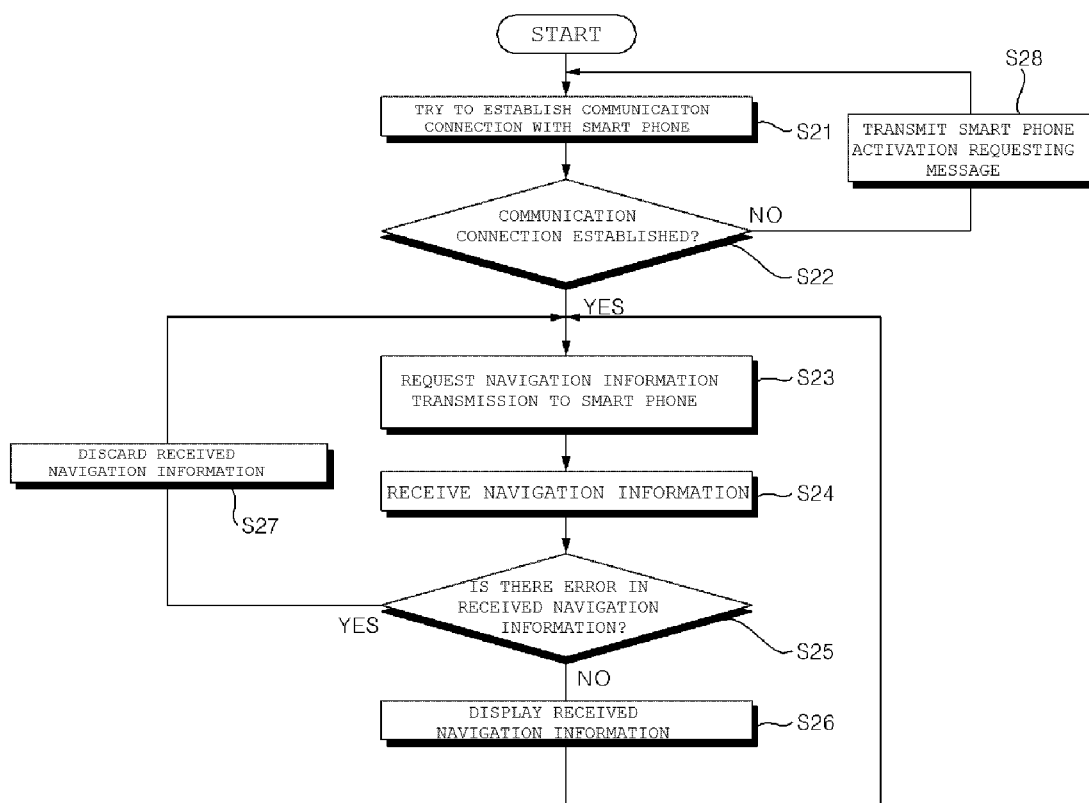 START
S28
TRY TO ESTABLISH COMMUNICAITON
CONNECTION WITH SMART PHONE
S21
TRANSMIT SMART PHONE
ACTIVATION REQUESTING
MESSAGE
COMMUNICATION
CONNECTION ESTABLISHED?
NO
S22
YES
REQUEST NAVIGATION INFORMATION
TRANSMISSION TO SMART PHONE
S23
DISCARD RECEIVED
NAVIGATION INFORMATION
S27
RECEIVE NAVIGATION INFORMATION
S24
IS THERE ERROR IN
RECEIVED NAVIGATION
INFORMATION?
YES
S25
NO
DISPLAY RECEIVED
NAVIGATION INFORMATION
S26